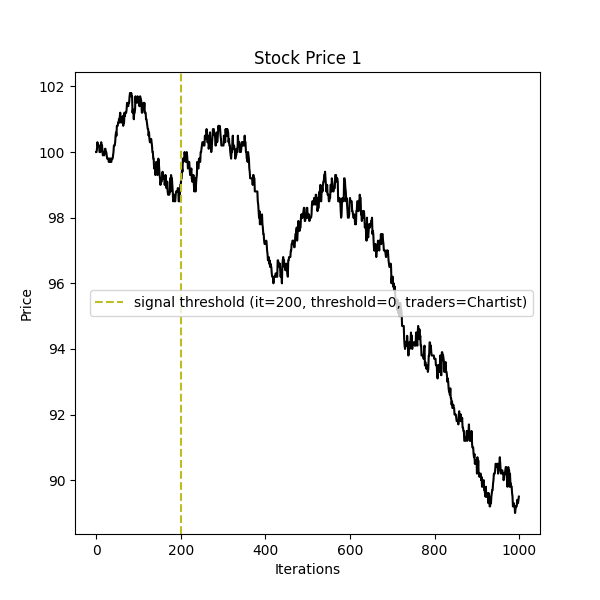 Stock Price 1
102
100
98
96
94
92
90
Price
signal threshold (it=200, threshold=0, traders=Chartist)
0 200 400 600 800 1000
Iterations